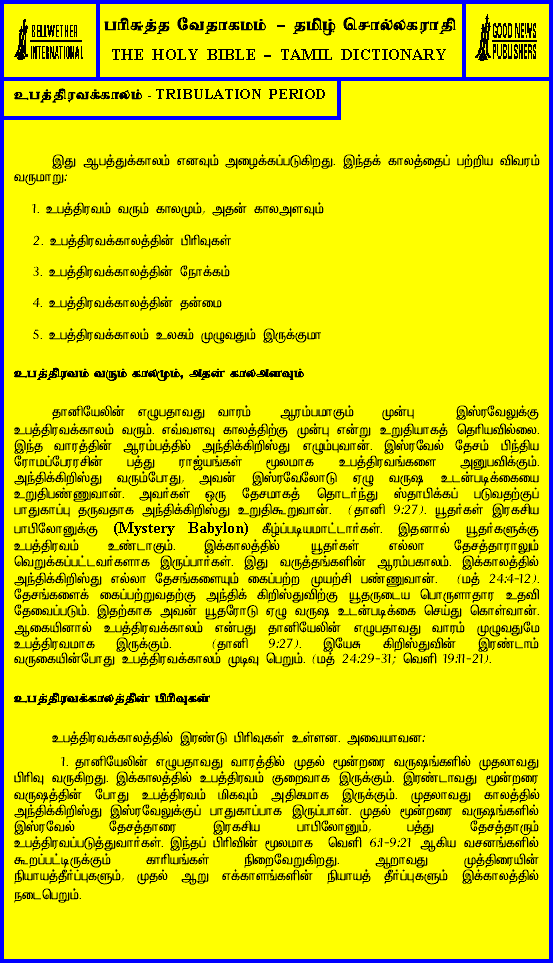 BELLWETHER
INTERNATIONAL
பரிசுத்த வேதாகமம் – தமிழ் சொல்லகராதி
THE HOLY BIBLE – TAMIL DICTIONARY
GOOD NEWS
PUBLISHERS
உபத்திரவக்காலம் - TRIBULATION PERIOD
இது ஆபத்துக்காலம் எனவும் அழைக்கப்படுகிறது. இந்தக் காலத்தைப் பற்றிய விவரம்
வருமாறு:
1. உபத்திரவம் வரும் காலமும், அதன் காலஅளவும்
2. உபத்திரவக்காலத்தின் பிரிவுகள்
3. உபத்திரவக்காலத்தின் நோக்கம்
4. உபத்திரவக்காலத்தின் தன்மை
5. உபத்திரவக்காலம் உலகம் முழுவதும் இருக்குமா
உபத்திரவம் வரும் காலமும், அதன் காலஅளவும்
தானியேலின் எழுபதாவது வாரம் ஆரம்பமாகும் முன்பு இஸ்ரவேலுக்கு
உபத்திரவக்காலம் வரும். எவ்வளவு காலத்திற்கு முன்பு என்று உறுதியாகத் தெரியவில்லை.
இந்த வாரத்தின் ஆரம்பத்தில் அந்திக்கிறிஸ்து எழும்புவான். இஸ்ரவேல் தேசம் பிந்திய
ரோமப்பேரரசின் பத்து ராஜ்யங்கள் மூலமாக உபத்திரவங்களை அனுபவிக்கும்.
அந்திக்கிறிஸ்து வரும்போது, அவன் இஸ்ரவேலோடு ஏழு வருஷ உடன்படிக்கையை
உறுதிபண்ணுவான். அவர்கள் ஒரு தேசமாகத் தொடர்ந்து ஸ்தாபிக்கப் படுவதற்குப்
பாதுகாப்பு தருவதாக அந்திக்கிறிஸ்து உறுதிகூறுவான். (தானி 9:27). யூதர்கள் இரகசிய
பாபிலோனுக்கு (Mystery Babylon) கீழ்ப்படியமாட்டார்கள். இதனால் யூதர்களுக்கு
உபத்திரவம் உண்டாகும். இக்காலத்தில் யூதர்கள் எல்லா தேசத்தாராலும்
வெறுக்கப்பட்டவர்களாக இருப்பார்கள். இது வருத்தங்களின் ஆரம்பகாலம். இக்காலத்தில்
அந்திக்கிறிஸ்து எல்லா தேசங்களையும் கைப்பற்ற முயற்சி பண்ணுவான். (மத் 24:4-12).
தேசங்களைக் கைப்பற்றுவதற்கு அந்திக் கிறிஸ்துவிற்கு யூதருடைய பொருளாதார உதவி
தேவைப்படும். இதற்காக அவன் யூதரோடு ஏழு வருஷ உடன்படிக்கை செய்து கொள்வான்.
ஆகையினால் உபத்திரவக்காலம் என்பது தானியேலின் எழுபதாவது வாரம் முழுவதுமே
உபத்திரவமாக இருக்கும். (தானி 9:27). இயேசு கிறிஸ்துவின் இரண்டாம்
வருகையின்போது உபத்திரவக்காலம் முடிவு பெறும். (மத் 24:29-31; வெளி 19:11-21).
உபத்திரவக்காலத்தின் பிரிவுகள்
உபத்திரவக்காலத்தில் இரண்டு பிரிவுகள் உள்ளன. அவையாவன:
1. தானியேலின் எழுபதாவது வாரத்தில் முதல் மூன்றரை வருஷங்களில் முதலாவது
பிரிவு வருகிறது. இக்காலத்தில் உபத்திரவம் குறைவாக இருக்கும். இரண்டாவது மூன்றரை
வருஷத்தின் போது உபத்திரவம் மிகவும் அதிகமாக இருக்கும். முதலாவது காலத்தில்
அந்திக்கிறிஸ்து இஸ்ரவேலுக்குப் பாதுகாப்பாக இருப்பான். முதல் மூன்றரை வருஷங்களில்
இஸ்ரவேல் தேசத்தாரை இரகசிய பாபிலோனும், பத்து தேசத்தாரும்
உபத்திரவப்படுத்துவார்கள். இந்தப் பிரிவின் மூலமாக வெளி 6:1-9:21 ஆகிய வசனங்களில்
கூறப்பட்டிருக்கும் காரியங்கள் நிறைவேறுகிறது. ஆறாவது முத்திரையின்
நியாயத்தீர்ப்புகளும், முதல் ஆறு எக்காளங்களின் நியாயத் தீர்ப்புகளும் இக்காலத்தில்
நடைபெறும்.